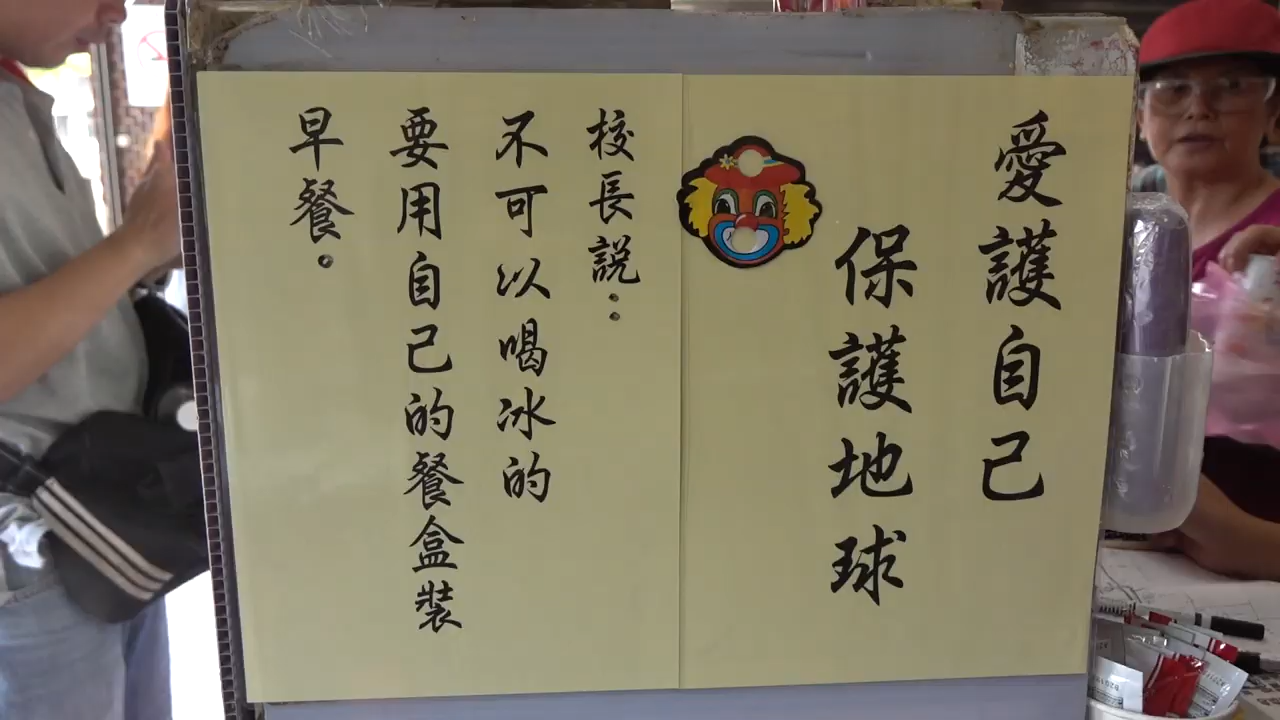 愛護自己
保護地球
校長說：
不可以喝冰的
要用自己的餐盒裝
早餐。